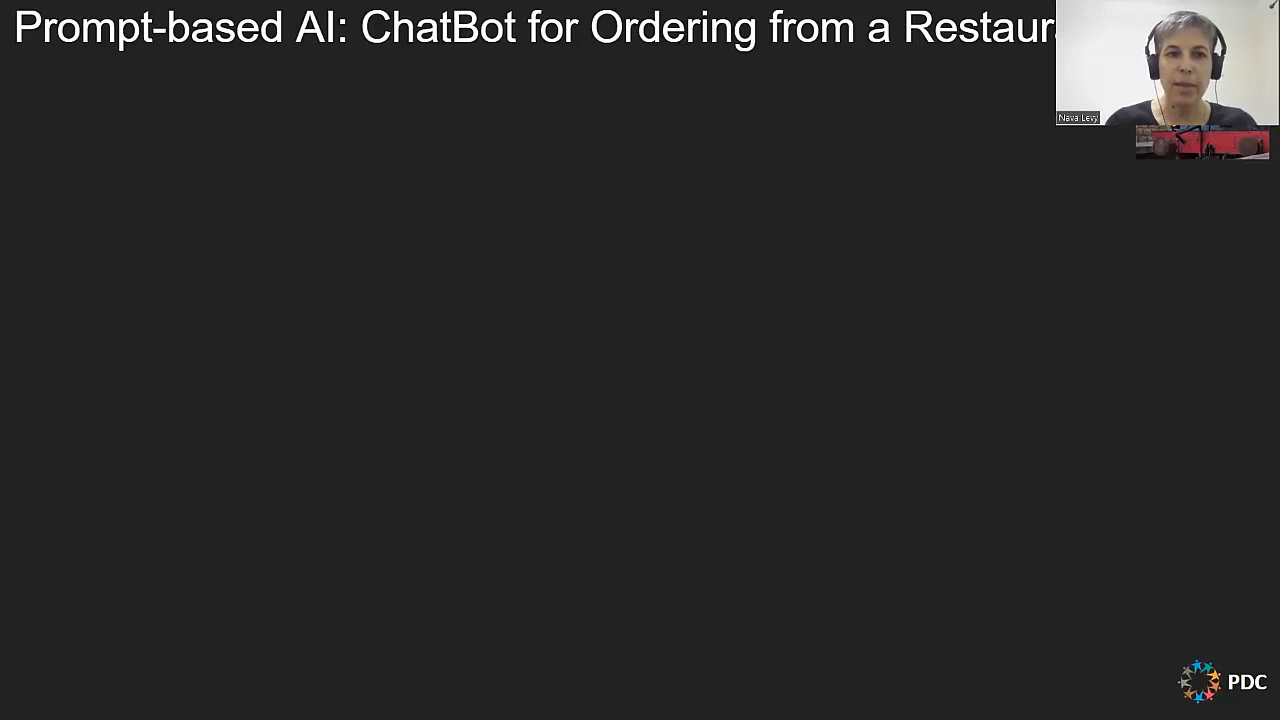 Prompt-based AI: ChatBot for Ordering from a Restaur
Nava Levy
PDC